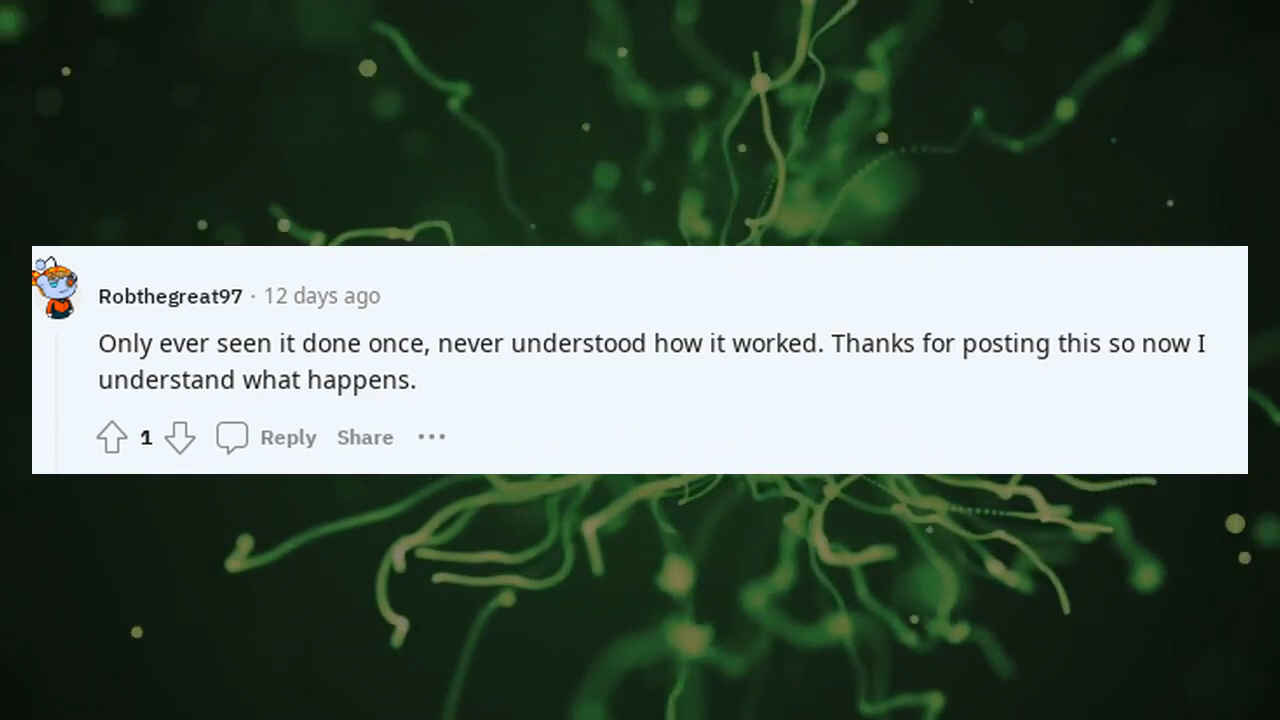 Robthegreat97 · 12 days ago
Only ever seen it done once, never understood how it worked. Thanks for posting this so now I
understand what happens.
1 Reply Share ···